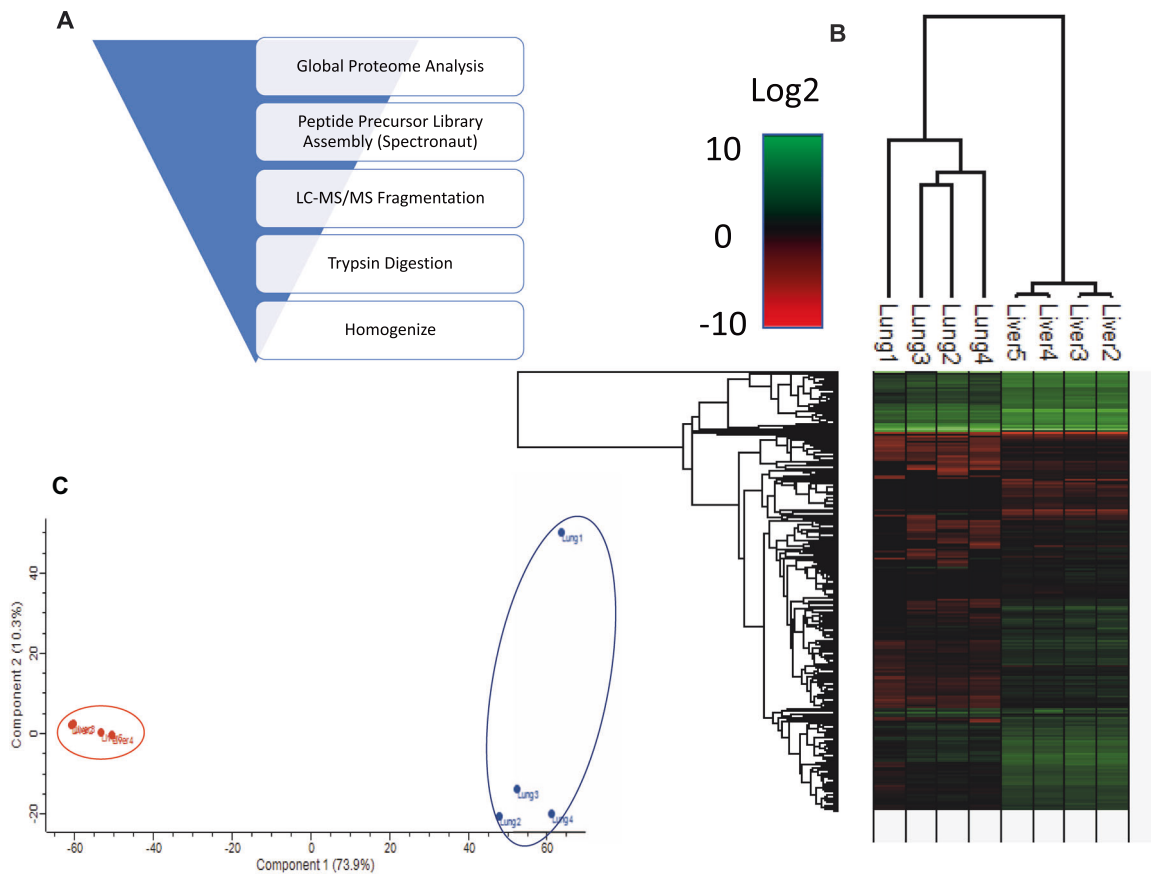 A
Global Proteome Analysis
Peptide Precursor Library
Assembly (Spectronaut)
LC-MS/MS Fragmentation
Trypsin Digestion
Homogenize
B
Log2
10
0
-10
Lung1
Lung3
Lung2
Lung4
Liver5
Liver4
Liver3
Liver2
C
Component 2 (10.3%)
40
20
0
-20
Lung1
Lung3
Lung2
Lung4
Liver4
-60
-40
-20
0
20
40
60
Component 1 (73.9%)